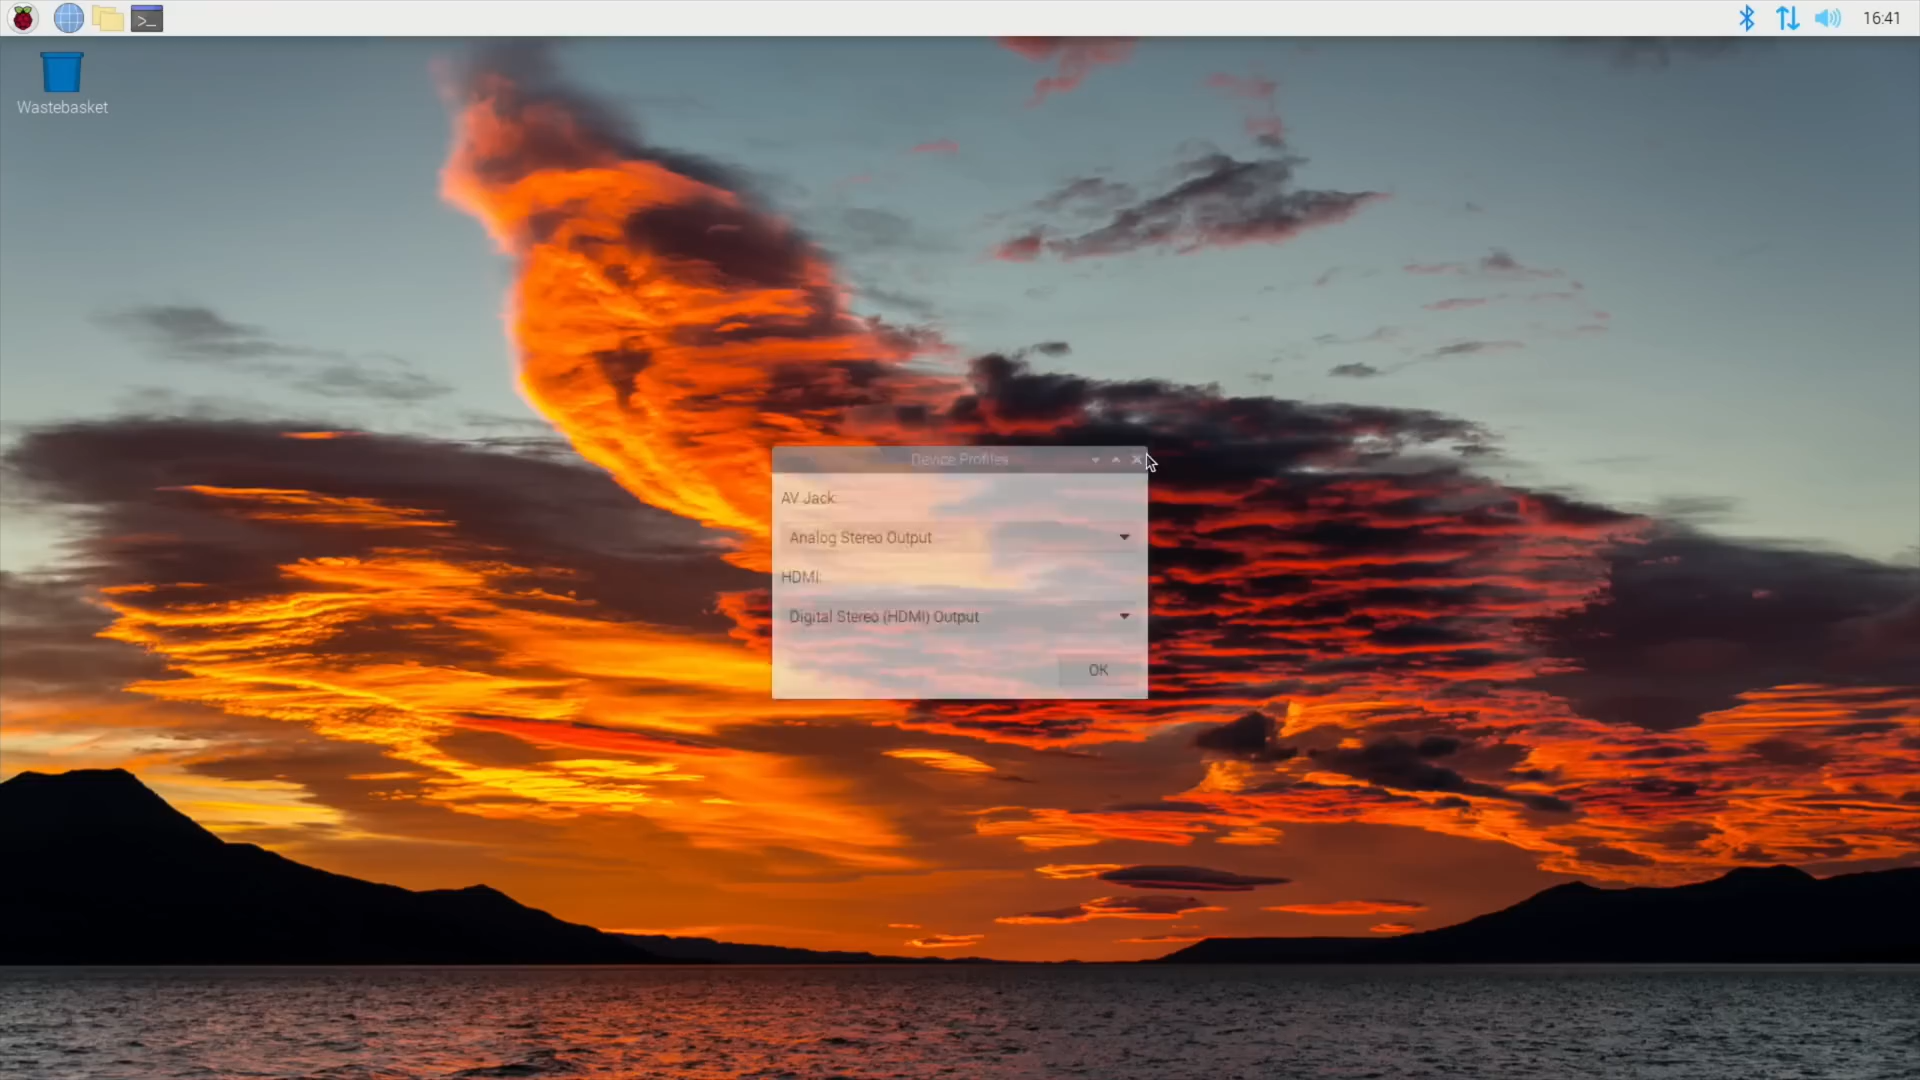 16:41
Wastebasket
Device Profiles
AV Jack:
Analog Stereo Output
HDMI:
Digital Stereo (HDMI) Output
OK